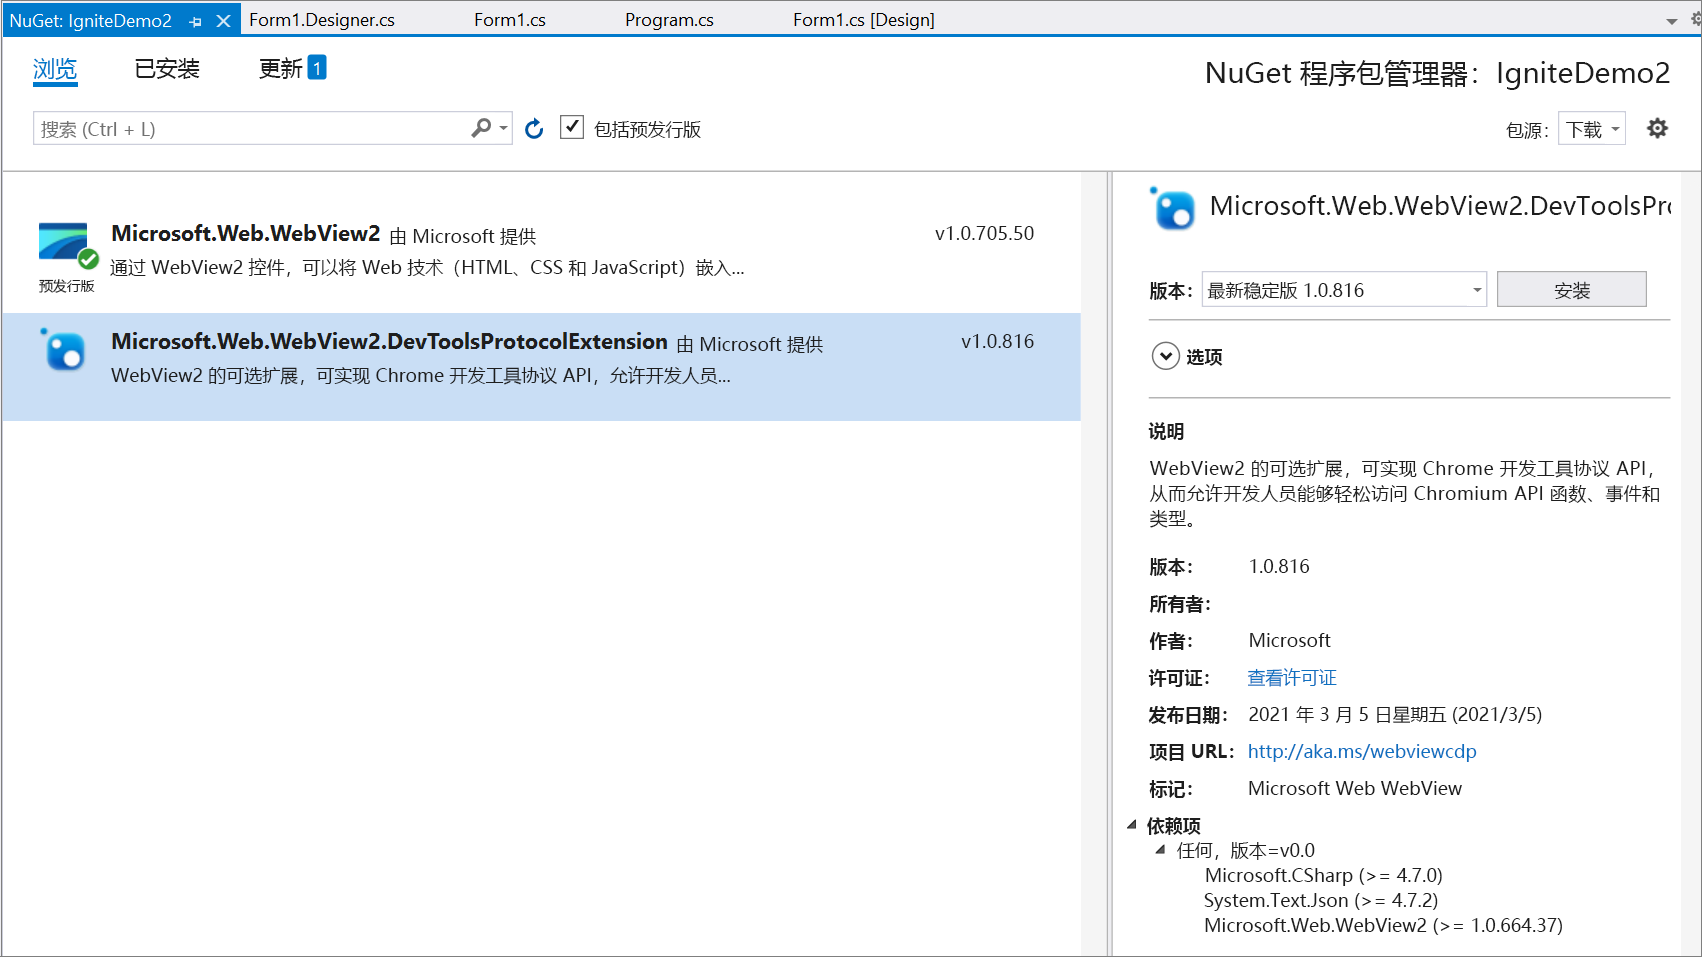 NuGet: IgniteDemo2
Form1.Designer.cs
Form1.cs
Program.cs
Form1.cs [Design]
浏览
已安装
更新 1
NuGet 程序包管理器：IgniteDemo2
搜索 (Ctrl + L)
包括预发行版
包源：
下载
Microsoft.Web.WebView2 由 Microsoft 提供
v1.0.705.50
通过 WebView2 控件，可以将 Web 技术（HTML、CSS 和 JavaScript）嵌入...
预发行版
Microsoft.Web.WebView2.DevToolsProtocolExtension 由 Microsoft 提供
v1.0.816
WebView2 的可选扩展，可实现 Chrome 开发工具协议 API，允许开发人员...
Microsoft.Web.WebView2.DevToolsPro
版本：
最新稳定版 1.0.816
安装
选项
说明
WebView2 的可选扩展，可实现 Chrome 开发工具协议 API，
从而允许开发人员能够轻松访问 Chromium API 函数、事件和
类型。
版本： 1.0.816
所有者：
作者： Microsoft
许可证： 查看许可证
发布日期： 2021 年 3 月 5 日星期五 (2021/3/5)
项目 URL： http://aka.ms/webviewcdp
标记： Microsoft Web WebView
依赖项
任何，版本=v0.0
Microsoft.CSharp (>= 4.7.0)
System.Text.Json (>= 4.7.2)
Microsoft.Web.WebView2 (>= 1.0.664.37)